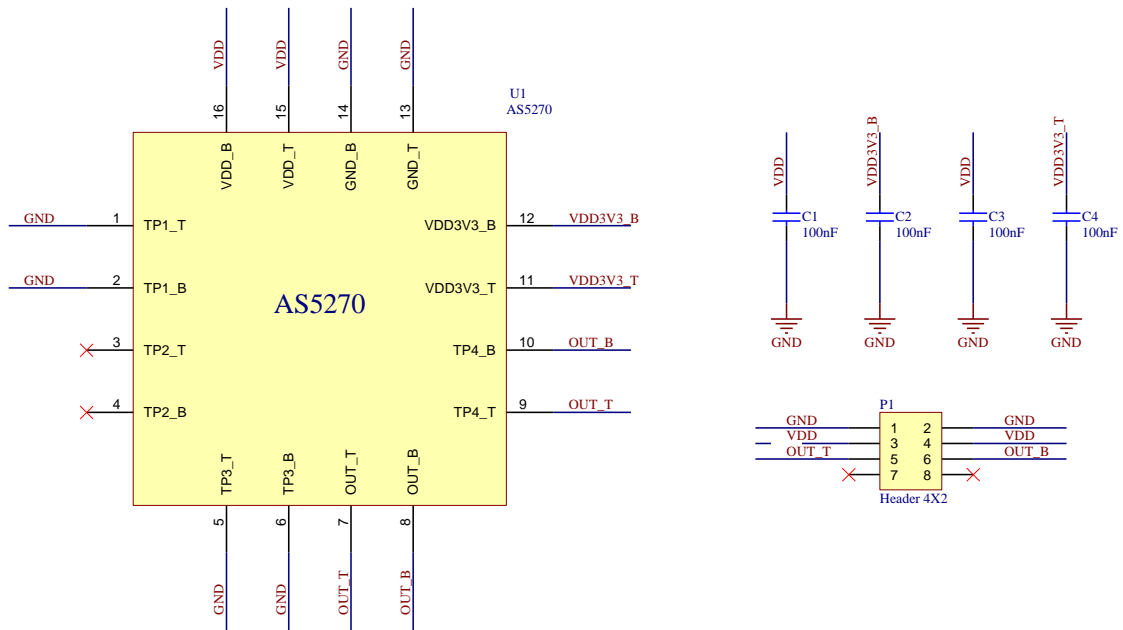 VDD
VDD
GND
GND
16
15
14
13
U1
AS5270
VDD_B
VDD_T
GND_B
GND_T
GND
1
TP1_T
VDD3V3_B
12
VDD3V3_B
GND
2
TP1_B
VDD3V3_T
11
VDD3V3_T
AS5270
3
TP2_T
TP4_B
10
OUT_B
4
TP2_B
TP4_T
9
OUT_T
TP3_T
TP3_B
OUT_T
OUT_B
5
6
7
8
GND
GND
OUT_T
OUT_B
VDD
VDD3V3_B
VDD
VDD3V3_T
C1
100nF
C2
100nF
C3
100nF
C4
100nF
GND
GND
GND
GND
P1
GND
1
2
GND
VDD
3
4
VDD
OUT_T
5
6
OUT_B
7
8
Header 4X2